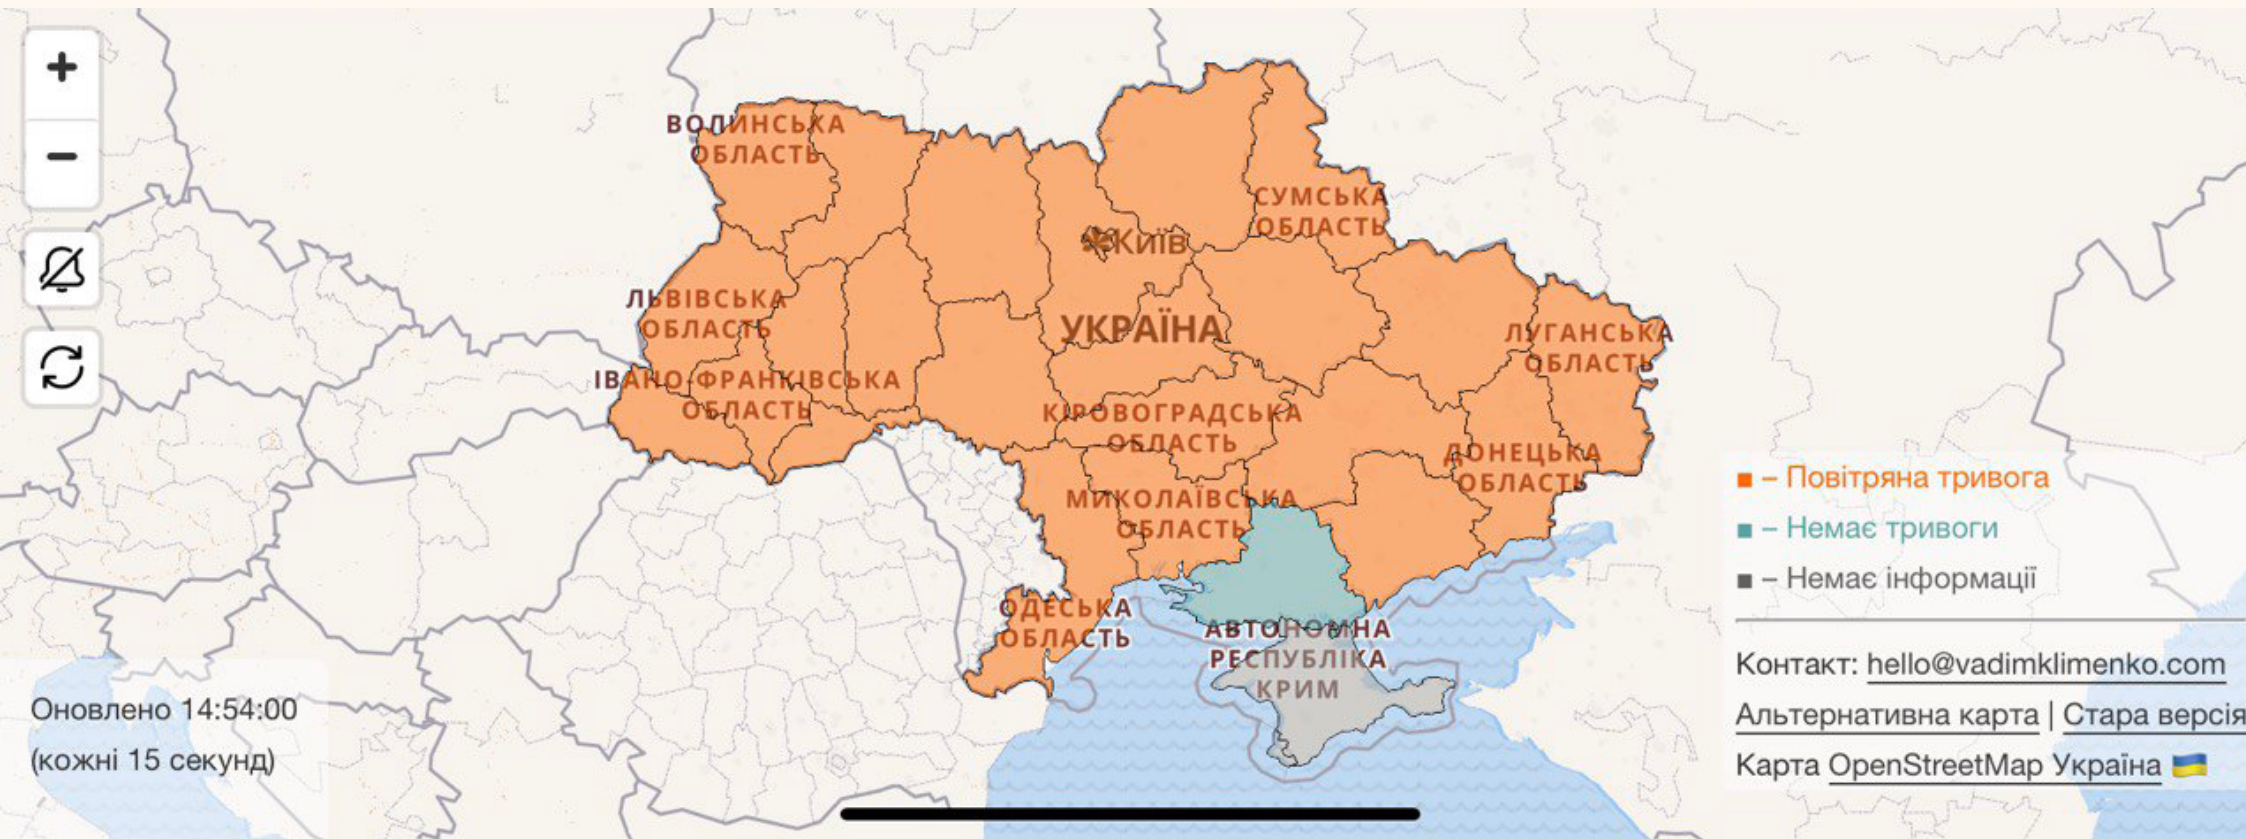 +
−
ВОЛИНСЬКА
ОБЛАСТЬ
СУМСЬКА
ОБЛАСТЬ
Київ
ЛЬВІВСЬКА
ОБЛАСТЬ
УКРАЇНА
ЛУГАНСЬКА
ОБЛАСТЬ
ІВАНО-ФРАНКІВСЬКА
ОБЛАСТЬ
КІРОВОГРАДСЬКА
ОБЛАСТЬ
ДОНЕЦЬКА
ОБЛАСТЬ
МИКОЛАЇВСЬКА
ОБЛАСТЬ
ОДЕСЬКА
ОБЛАСТЬ
АВТОНОМНА
РЕСПУБЛІКА
КРИМ
– Повітряна тривога
– Немає тривоги
– Немає інформації
Контакт: hello@vadimklimenko.com
Альтернативна карта | Стара версія
Карта OpenStreetMap Україна
Оновлено 14:54:00
(кожні 15 секунд)